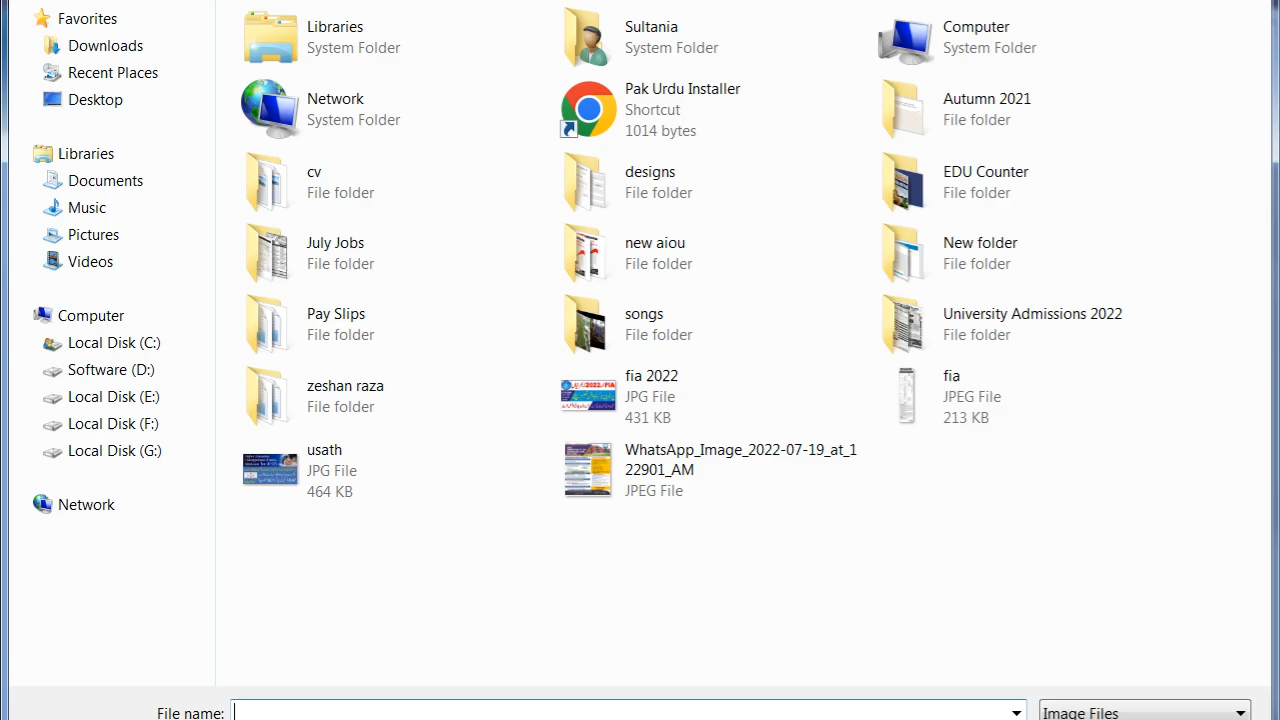 Favorites
Downloads
Recent Places
Desktop
Libraries
Documents
Music
Pictures
Videos
Computer
Local Disk (C:)
Software (D:)
Local Disk (E:)
Local Disk (F:)
Local Disk (G:)
Network
Libraries
System Folder
Sultania
System Folder
Computer
System Folder
Network
System Folder
Pak Urdu Installer
Shortcut
1014 bytes
Autumn 2021
File folder
cv
File folder
designs
File folder
EDU Counter
File folder
July Jobs
File folder
new aiou
File folder
New folder
File folder
Pay Slips
File folder
songs
File folder
University Admissions 2022
File folder
zeshan raza
File folder
fia 2022
JPG File
431 KB
fia
JPEG File
213 KB
usath
JPG File
464 KB
WhatsApp_Image_2022-07-19_at_1
22901_AM
JPEG File
File name:
Image Files